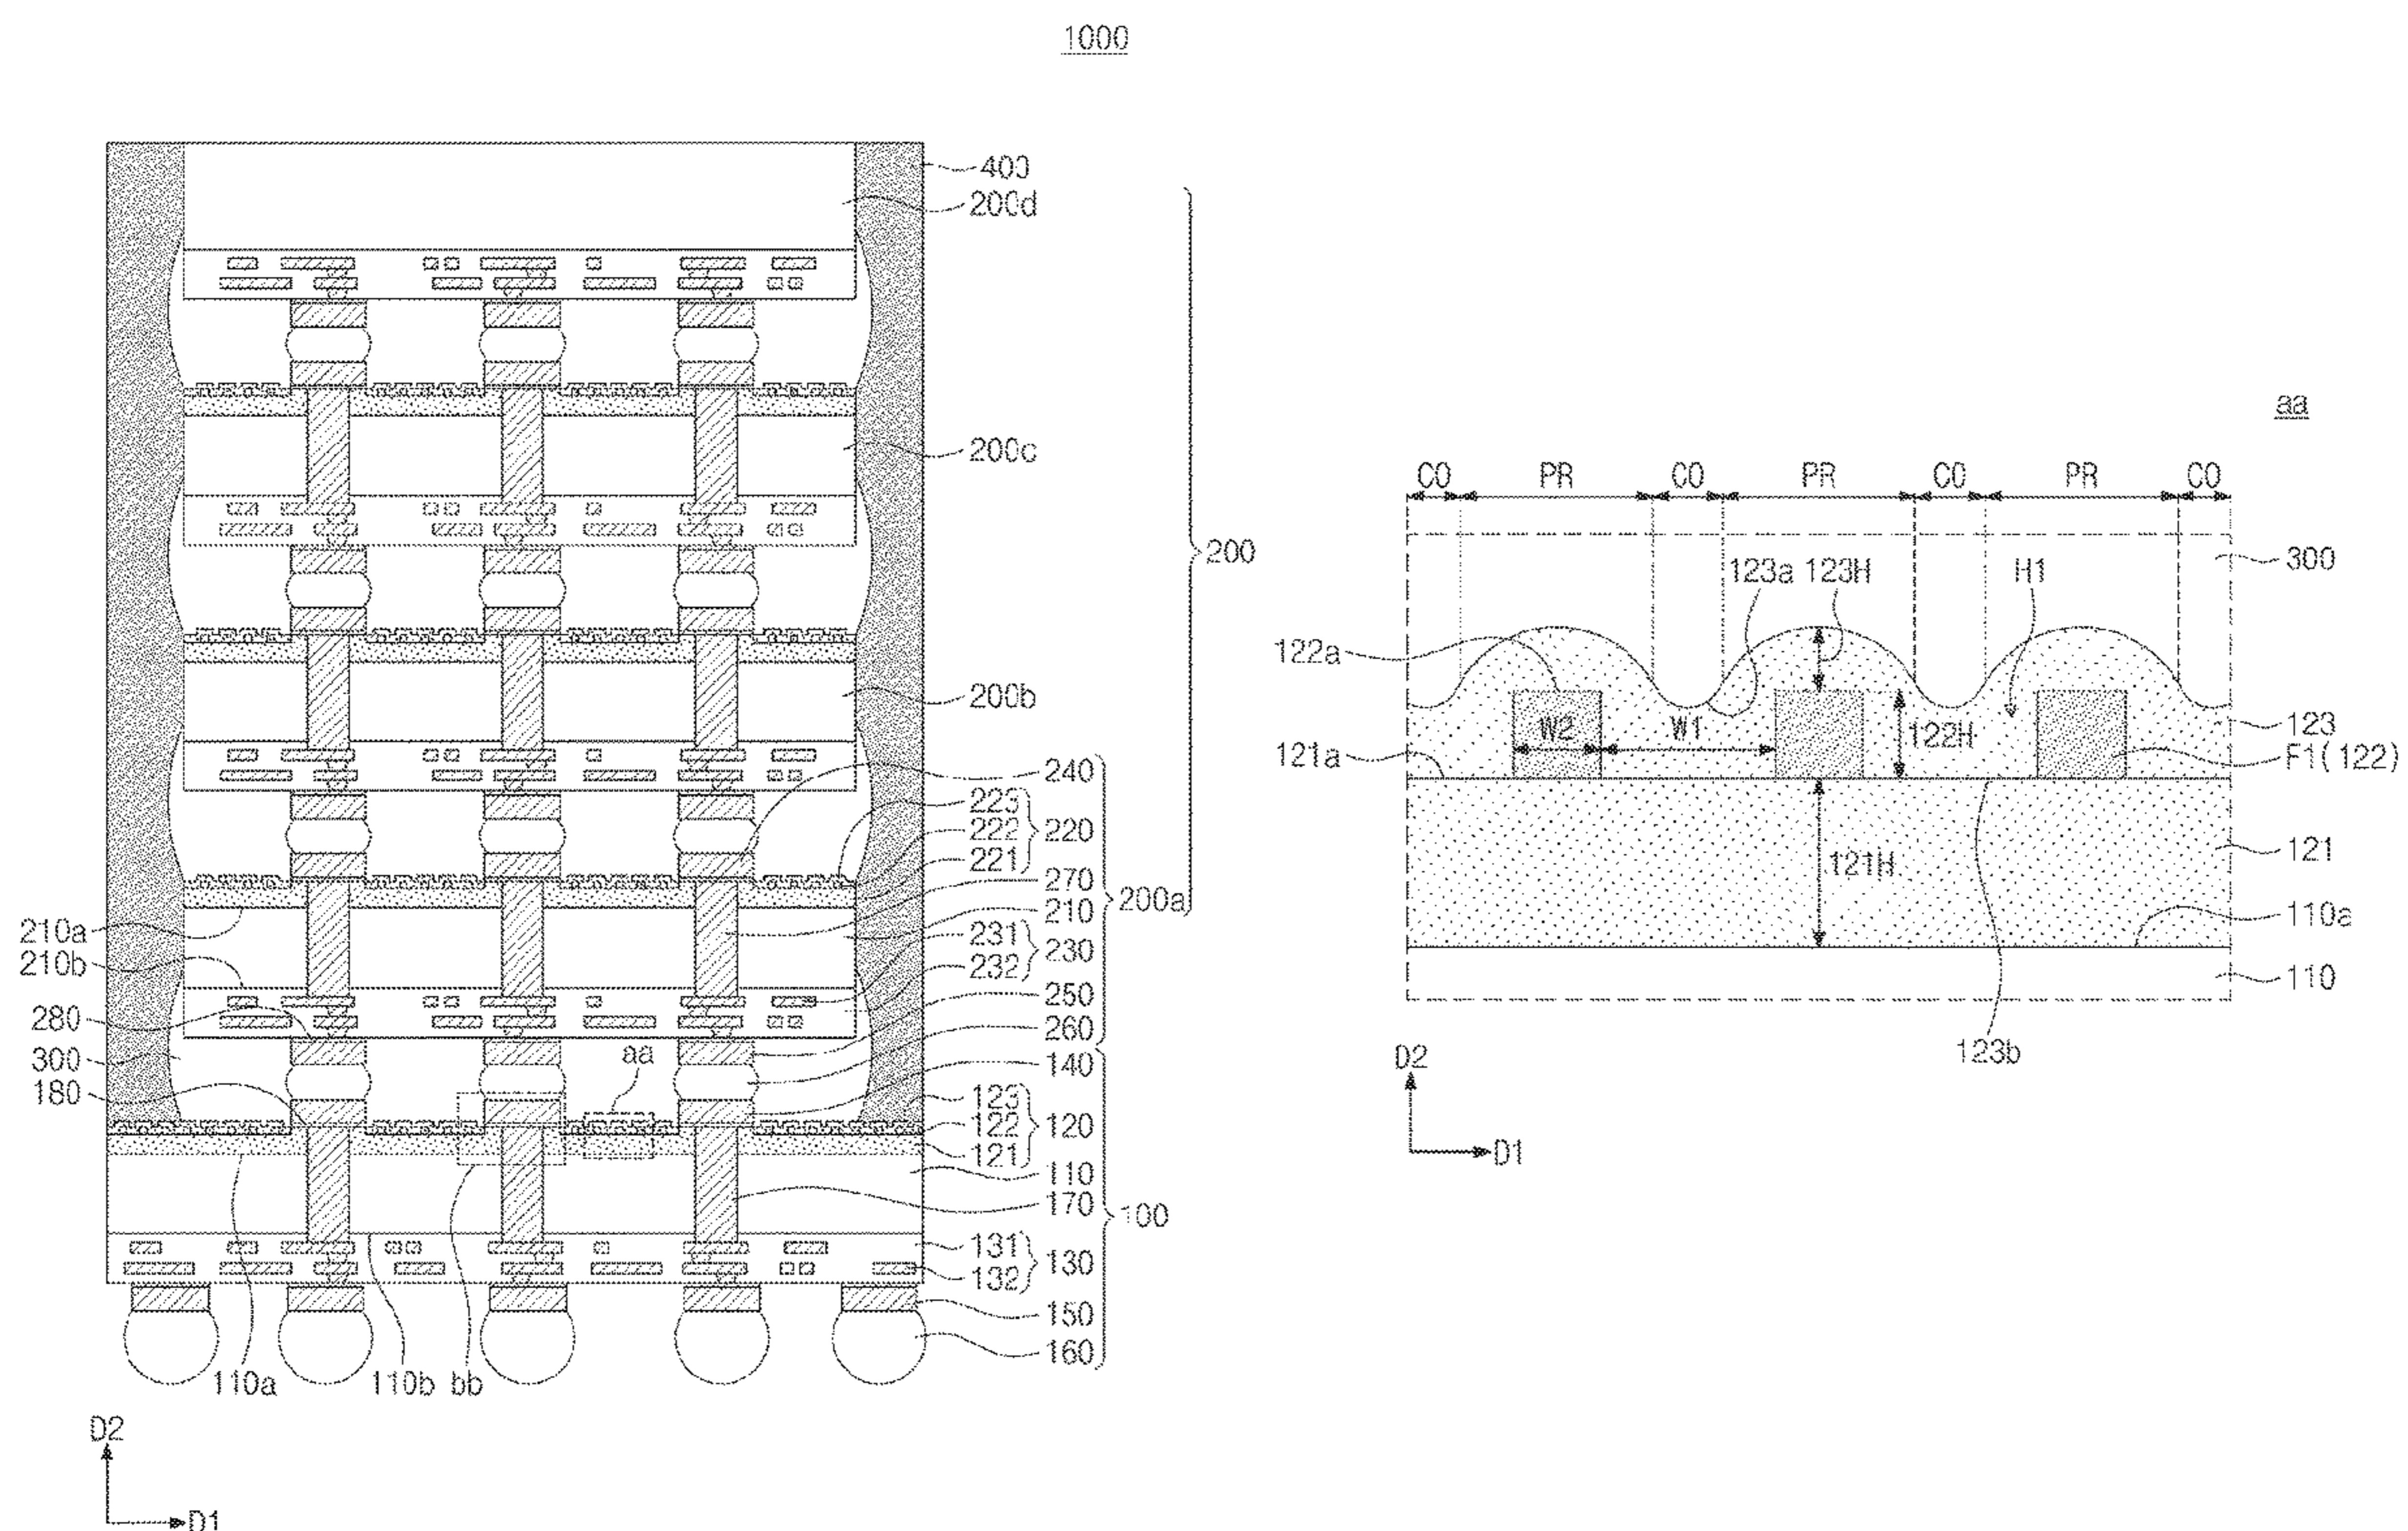 1000
400
200d
200c
200
200b
240
223
222
220
221
270
200a
210
231
230
232
250
260
140
123
122
120
121
110
170
100
131
130
132
150
160
210a
210b
280
300
180
aa
110a
110b
bb
D2
D1
aa
CO
PR
CO
PR
CO
PR
CO
300
123a
123H
H1
122a
W2
W1
122H
123
F1(122)
121a
121H
121
110a
110
123b
D2
D1